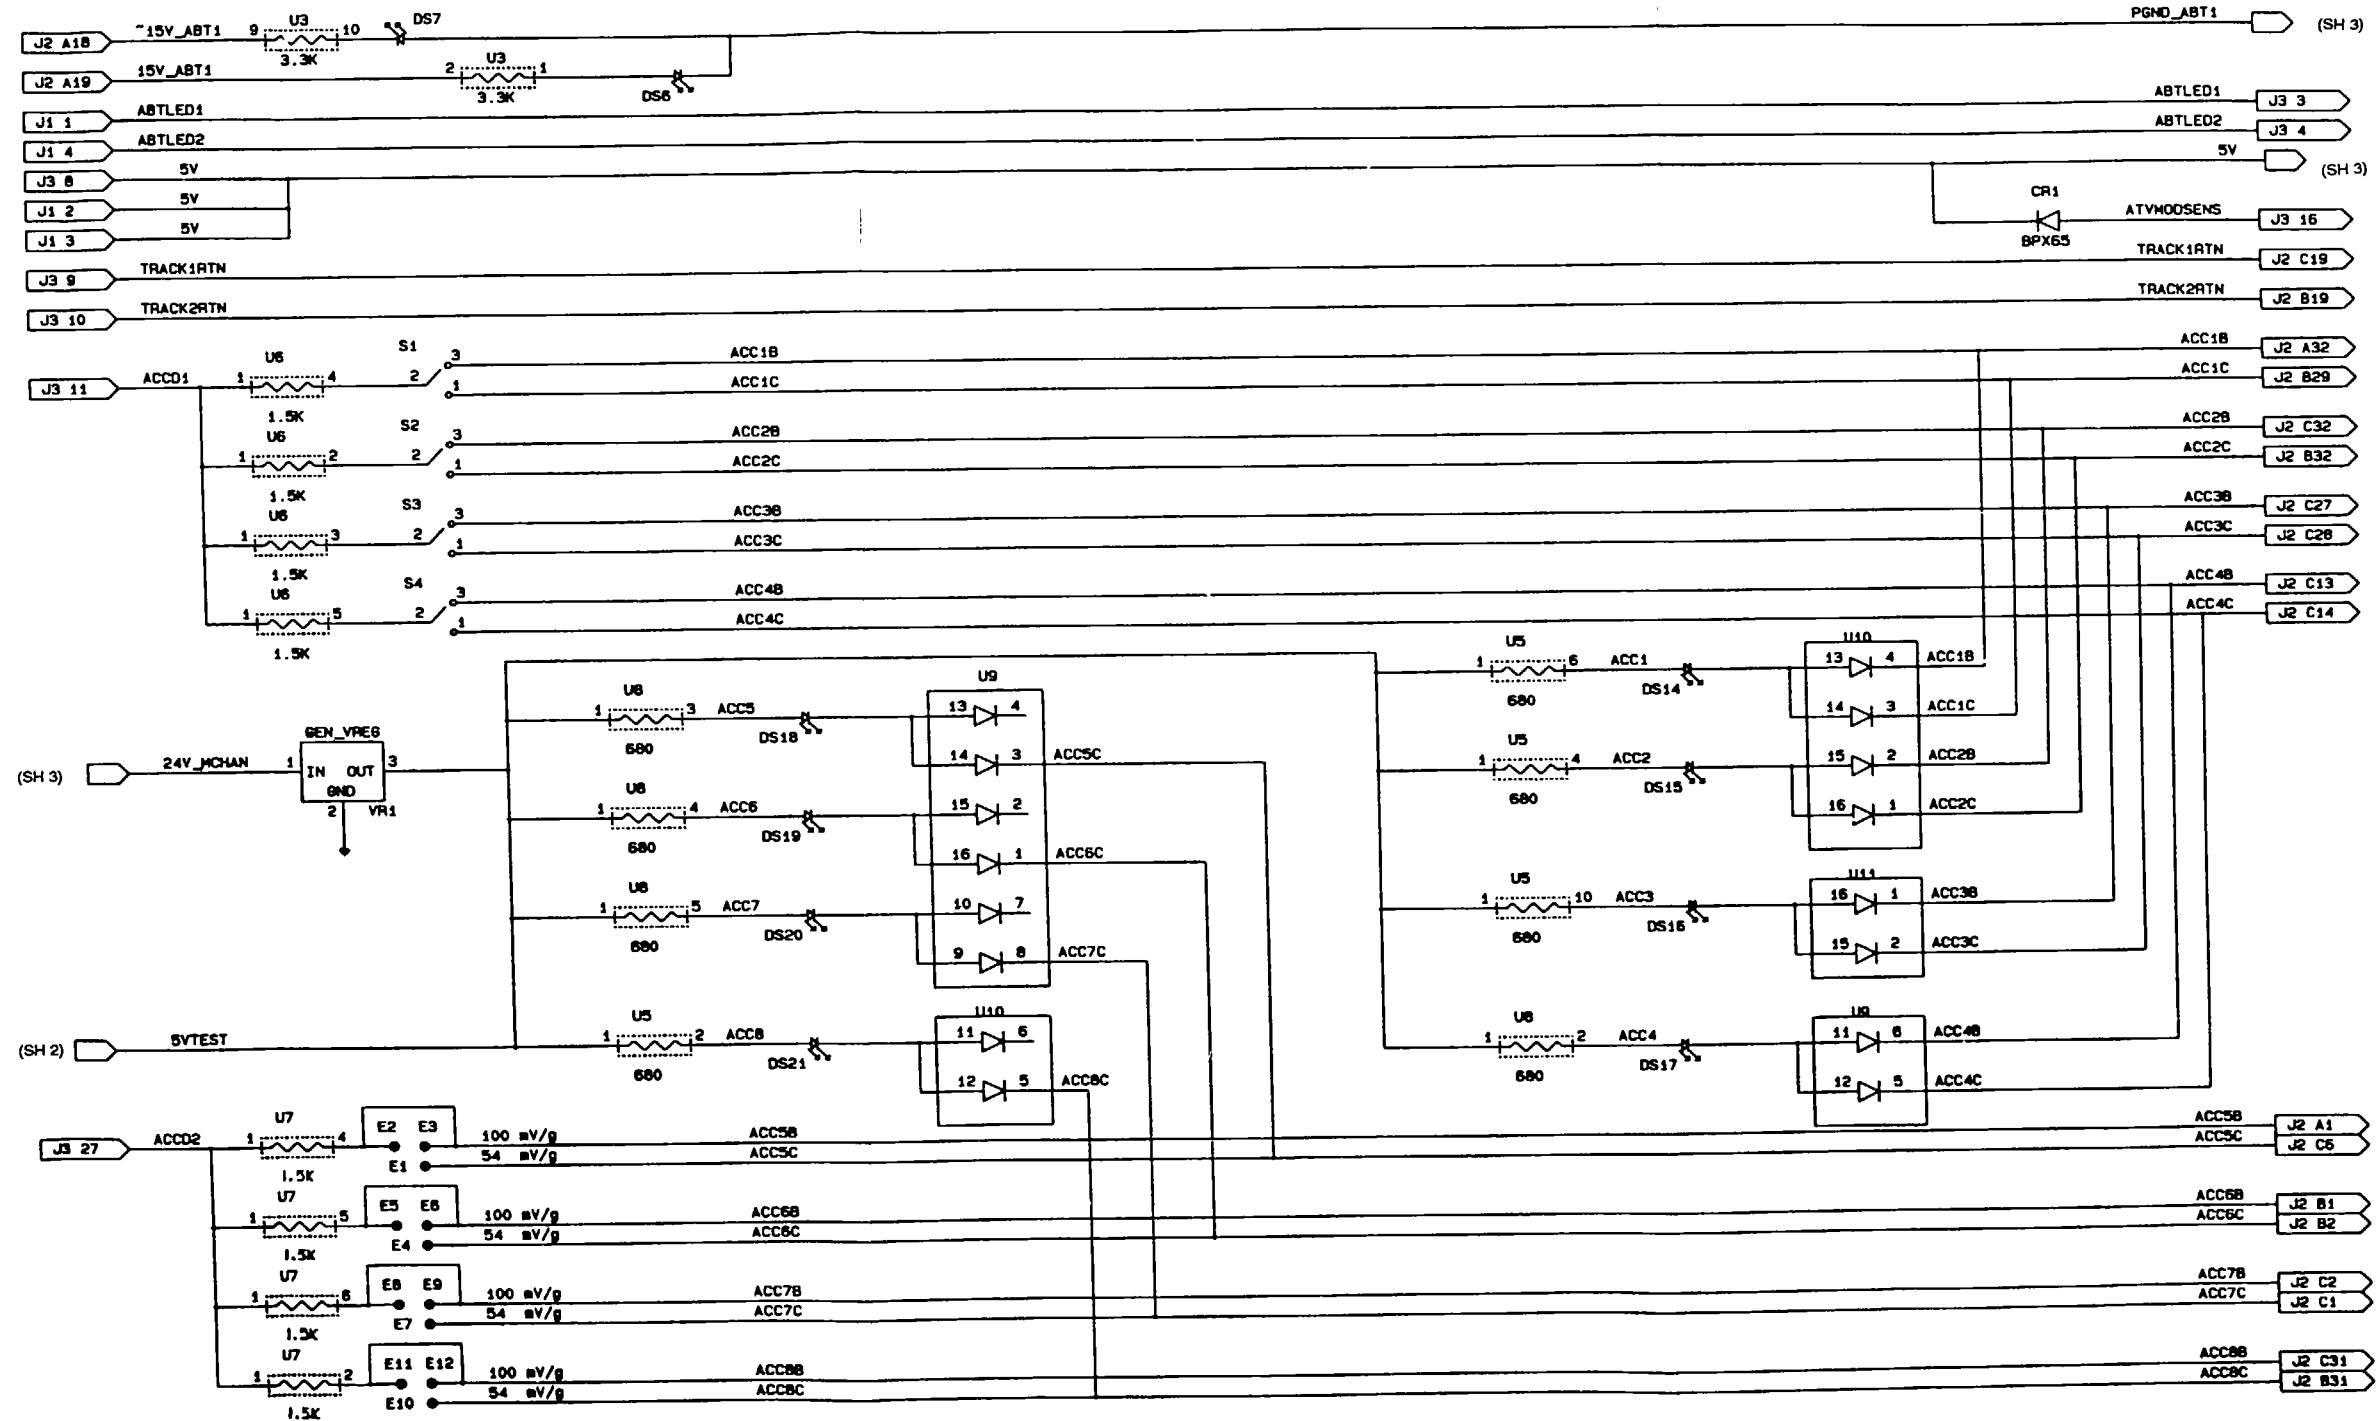 J2 A18 ~15V_ABT1 9 U3 10 3.3K DS7 PGND_ABT1 (SH 3)
J2 A19 15V_ABT1 2 U3 1 3.3K DS6
J1 1 ABTLED1 ABTLED1 J3 3
J1 4 ABTLED2 ABTLED2 J3 4
J3 8 5V 5V (SH 3)
J1 2 5V
J1 3 5V CR1 BPX65 ATVMODSENS J3 16
J3 9 TRACK1RTN TRACK1RTN J2 C19
J3 10 TRACK2RTN TRACK2RTN J2 B19
J3 11 ACCD1
U6 1 4 1.5K S1 2 3 ACC1B ACC1B J2 A32
1 ACC1C ACC1C J2 B29
U6 1 2 1.5K S2 2 3 ACC2B ACC2B J2 C32
1 ACC2C ACC2C J2 B32
U6 1 3 1.5K S3 2 3 ACC3B ACC3B J2 C27
1 ACC3C ACC3C J2 C28
U6 1 5 1.5K S4 2 3 ACC4B ACC4B J2 C13
1 ACC4C ACC4C J2 C14
(SH 3) 24V_MCHAN 1 GEN_VREG IN OUT GND 3 2 VR1
U8 1 3 680 ACC5 DS18 U9 13 4
14 3 ACC5C
U8 1 4 680 ACC6 DS19 15 2
16 1 ACC6C
U8 1 5 680 ACC7 DS20 10 7
9 8 ACC7C
(SH 2) 5VTEST
U5 1 2 680 ACC8 DS21 U10 11 6
12 5 ACC8C
U5 1 6 680 ACC1 DS14 U10 13 4 ACC1B
14 3 ACC1C
U5 1 4 680 ACC2 DS15 15 2 ACC2B
16 1 ACC2C
U5 1 10 680 ACC3 DS16 U11 16 1 ACC3B
15 2 ACC3C
U8 1 2 680 ACC4 DS17 U9 11 6 ACC4B
12 5 ACC4C
J3 27 ACCD2
U7 1 4 1.5K E2 E3 100 mV/g ACC5B ACC5B J2 A1
E1 54 mV/g ACC5C ACC5C J2 C6
U7 1 5 1.5K E5 E6 100 mV/g ACC6B ACC6B J2 B1
E4 54 mV/g ACC6C ACC6C J2 B2
U7 1 6 1.5K E8 E9 100 mV/g ACC7B ACC7B J2 C2
E7 54 mV/g ACC7C ACC7C J2 C1
U7 1 2 1.5K E11 E12 100 mV/g ACC8B ACC8B J2 C31
E10 54 mV/g ACC8C ACC8C J2 B31